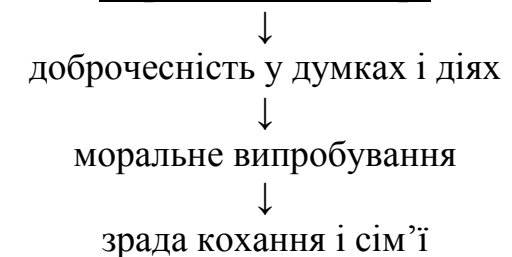 ↓
доброчесність у думках і діях
↓
моральне випробування
↓
зрада кохання і сім’ї